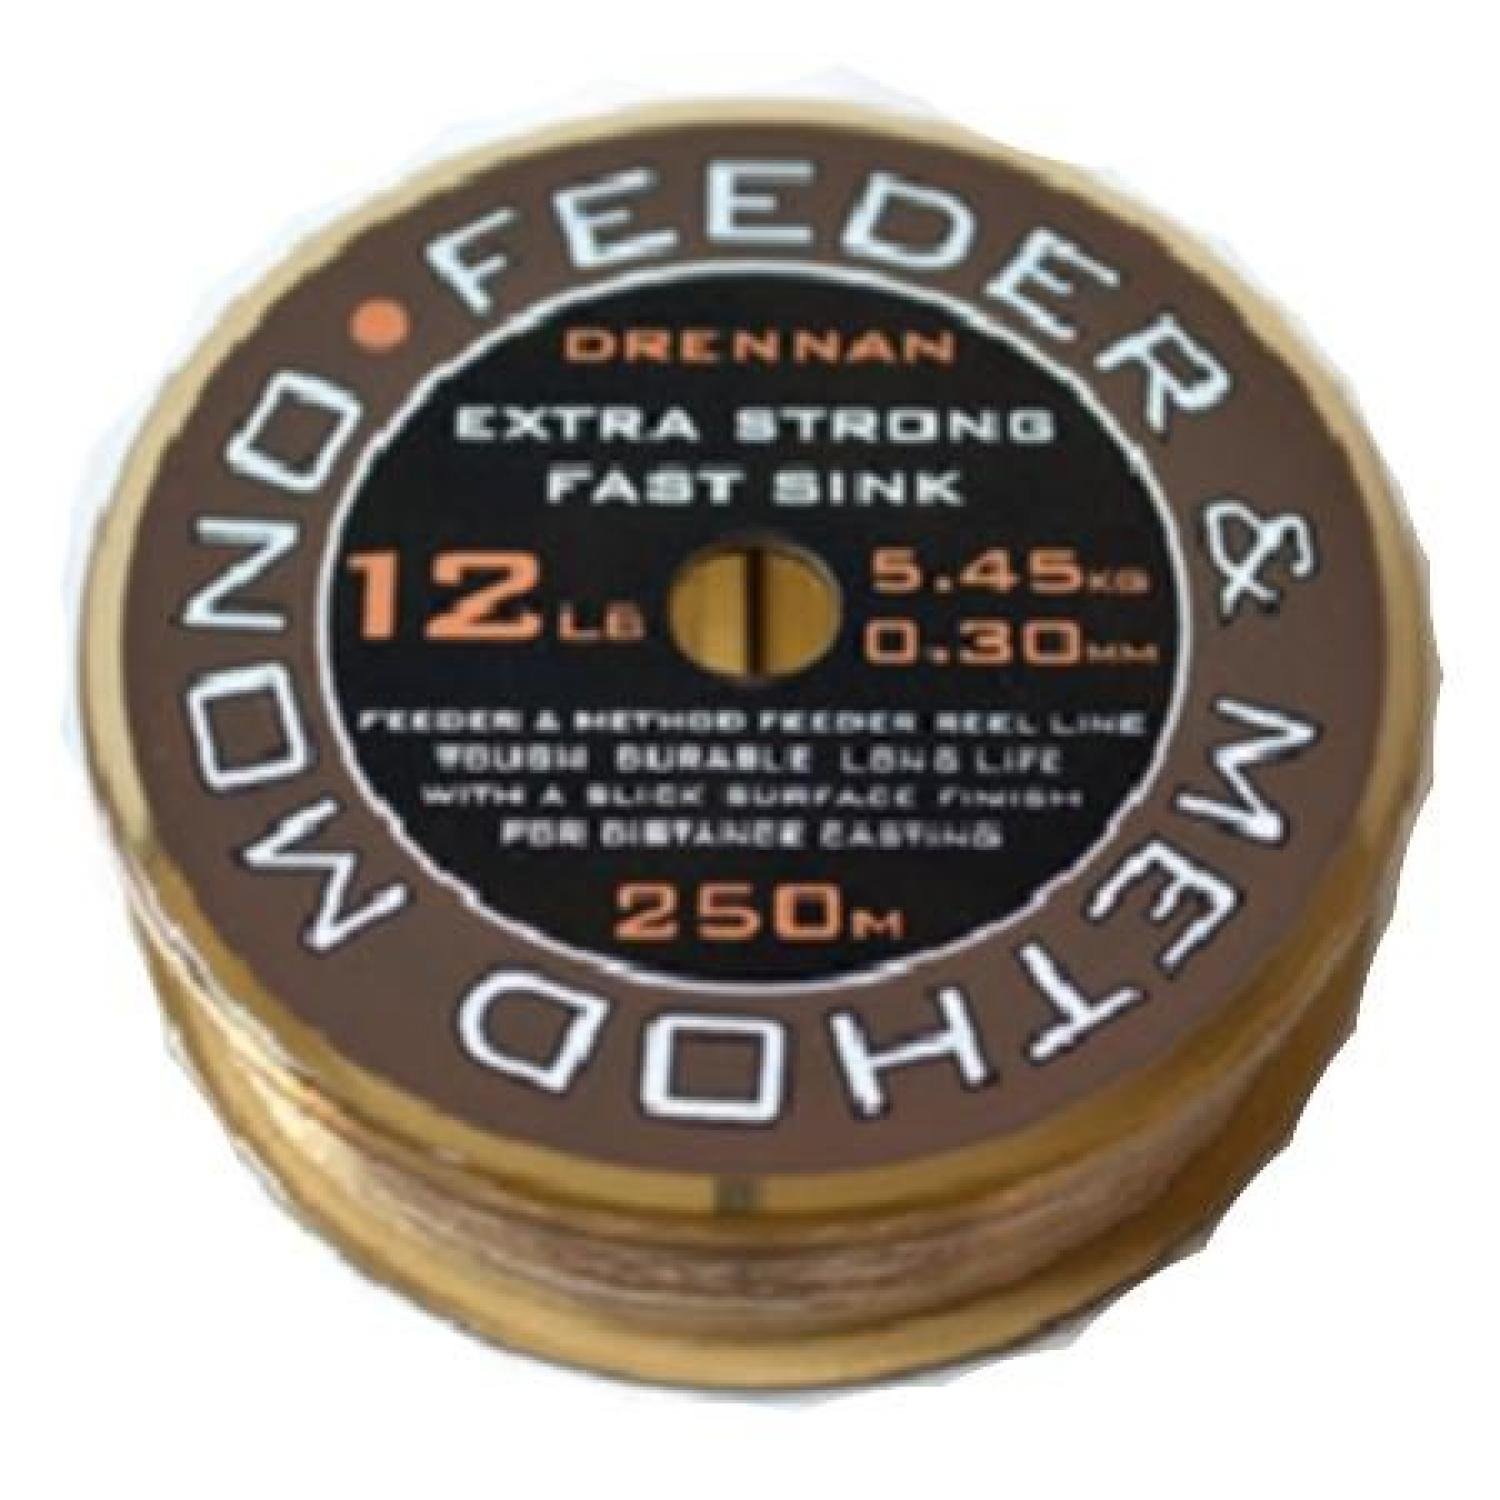 FEEDER & METHOD MONO
DRENNAN
EXTRA STRONG
FAST SINK
12LB
5.45KG
0.30MM
FEEDER & METHOD FEEDER REEL LINE
TOUGH DURABLE LONG LIFE
WITH A SLICK SURFACE FINISH
FOR DISTANCE CASTING
250M